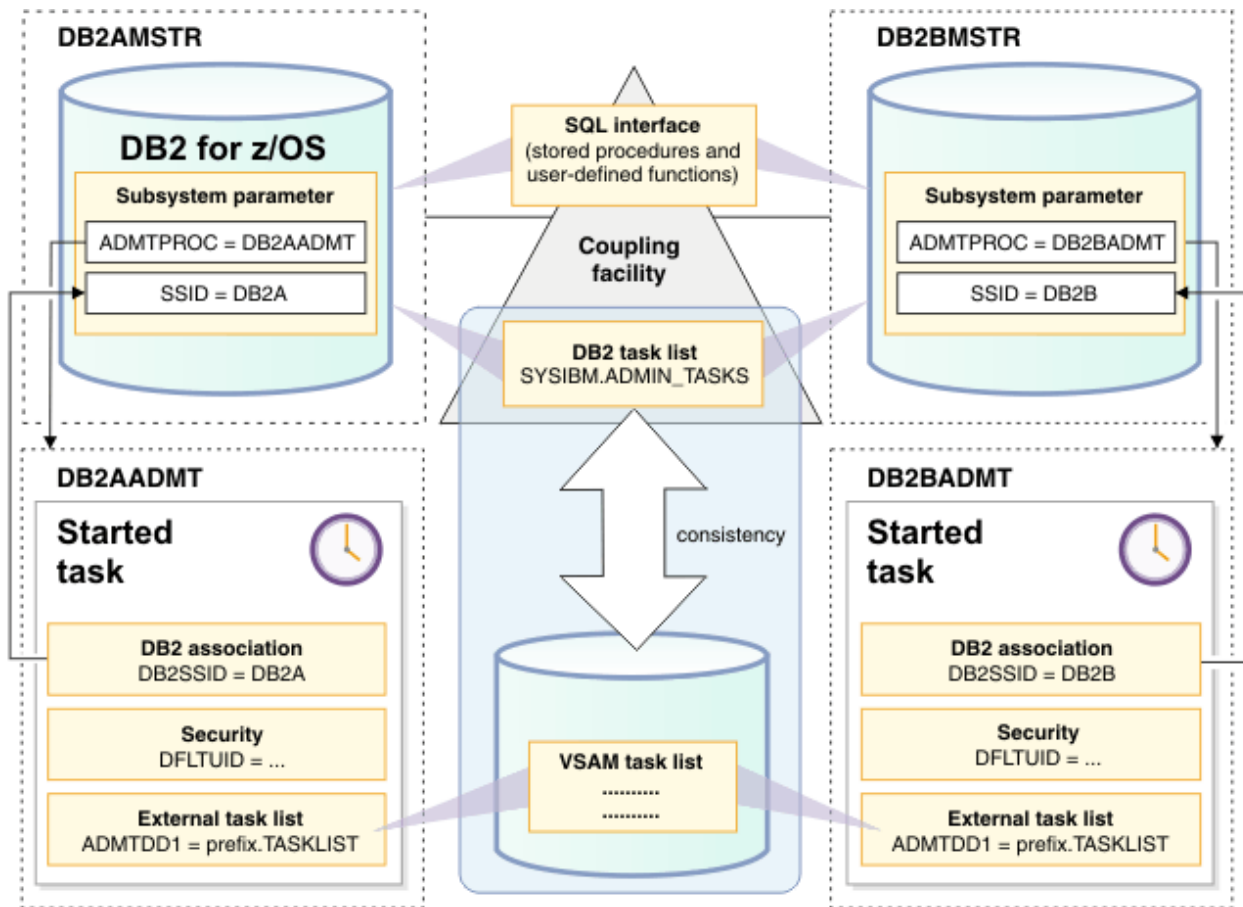 DB2AMSTR
DB2 for z/OS
Subsystem parameter
ADMTPROC = DB2AADMT
SSID = DB2A
SQL interface
(stored procedures and
user-defined functions)
Coupling
facility
DB2 task list
SYSIBM.ADMIN_TASKS
DB2BMSTR
Subsystem parameter
ADMTPROC = DB2BADMT
SSID = DB2B
DB2AADMT
Started
task
DB2 association
DB2SSID = DB2A
Security
DFLTUID = ...
External task list
ADMTDD1 = prefix.TASKLIST
consistency
VSAM task list
..........
..........
DB2BADMT
Started
task
DB2 association
DB2SSID = DB2B
Security
DFLTUID = ...
External task list
ADMTDD1 = prefix.TASKLIST